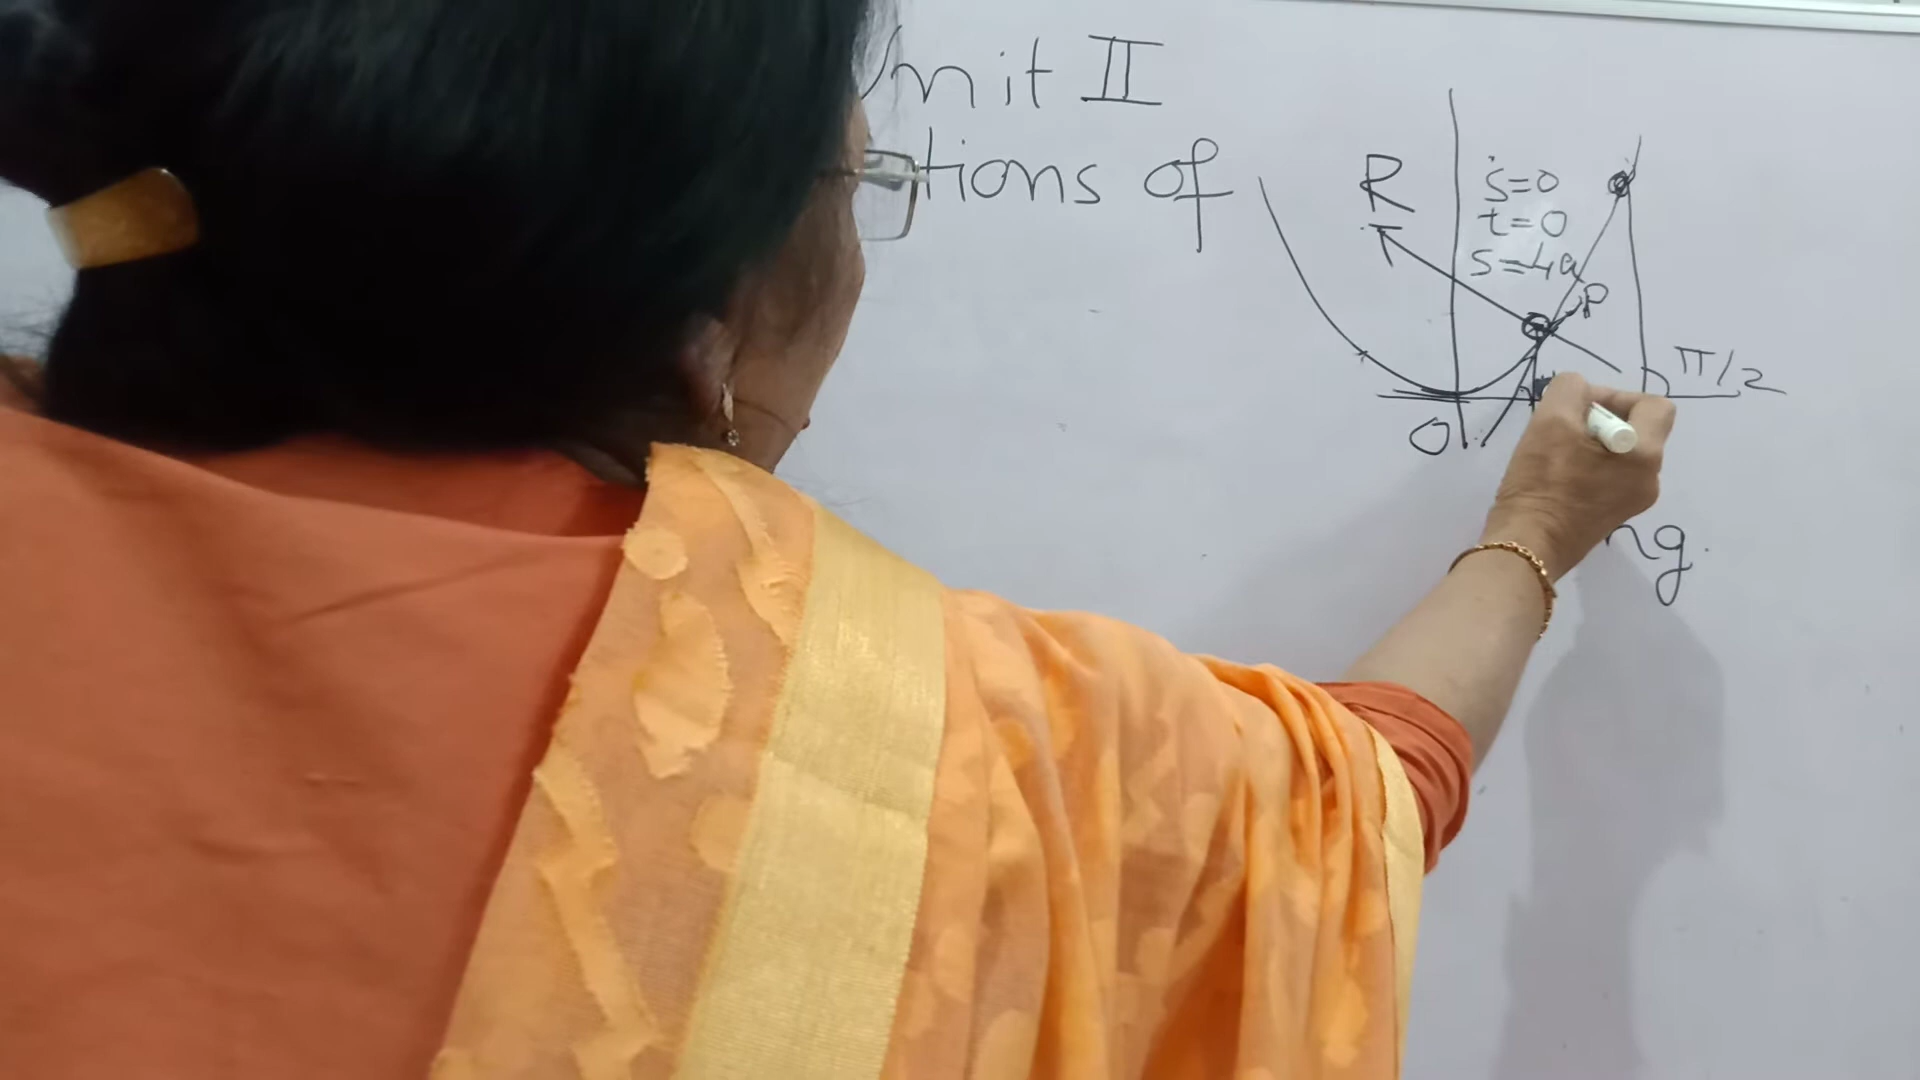 Unit II
tions of
R
ṡ=0
t=0
s=4a
P
π/2
O
ng.